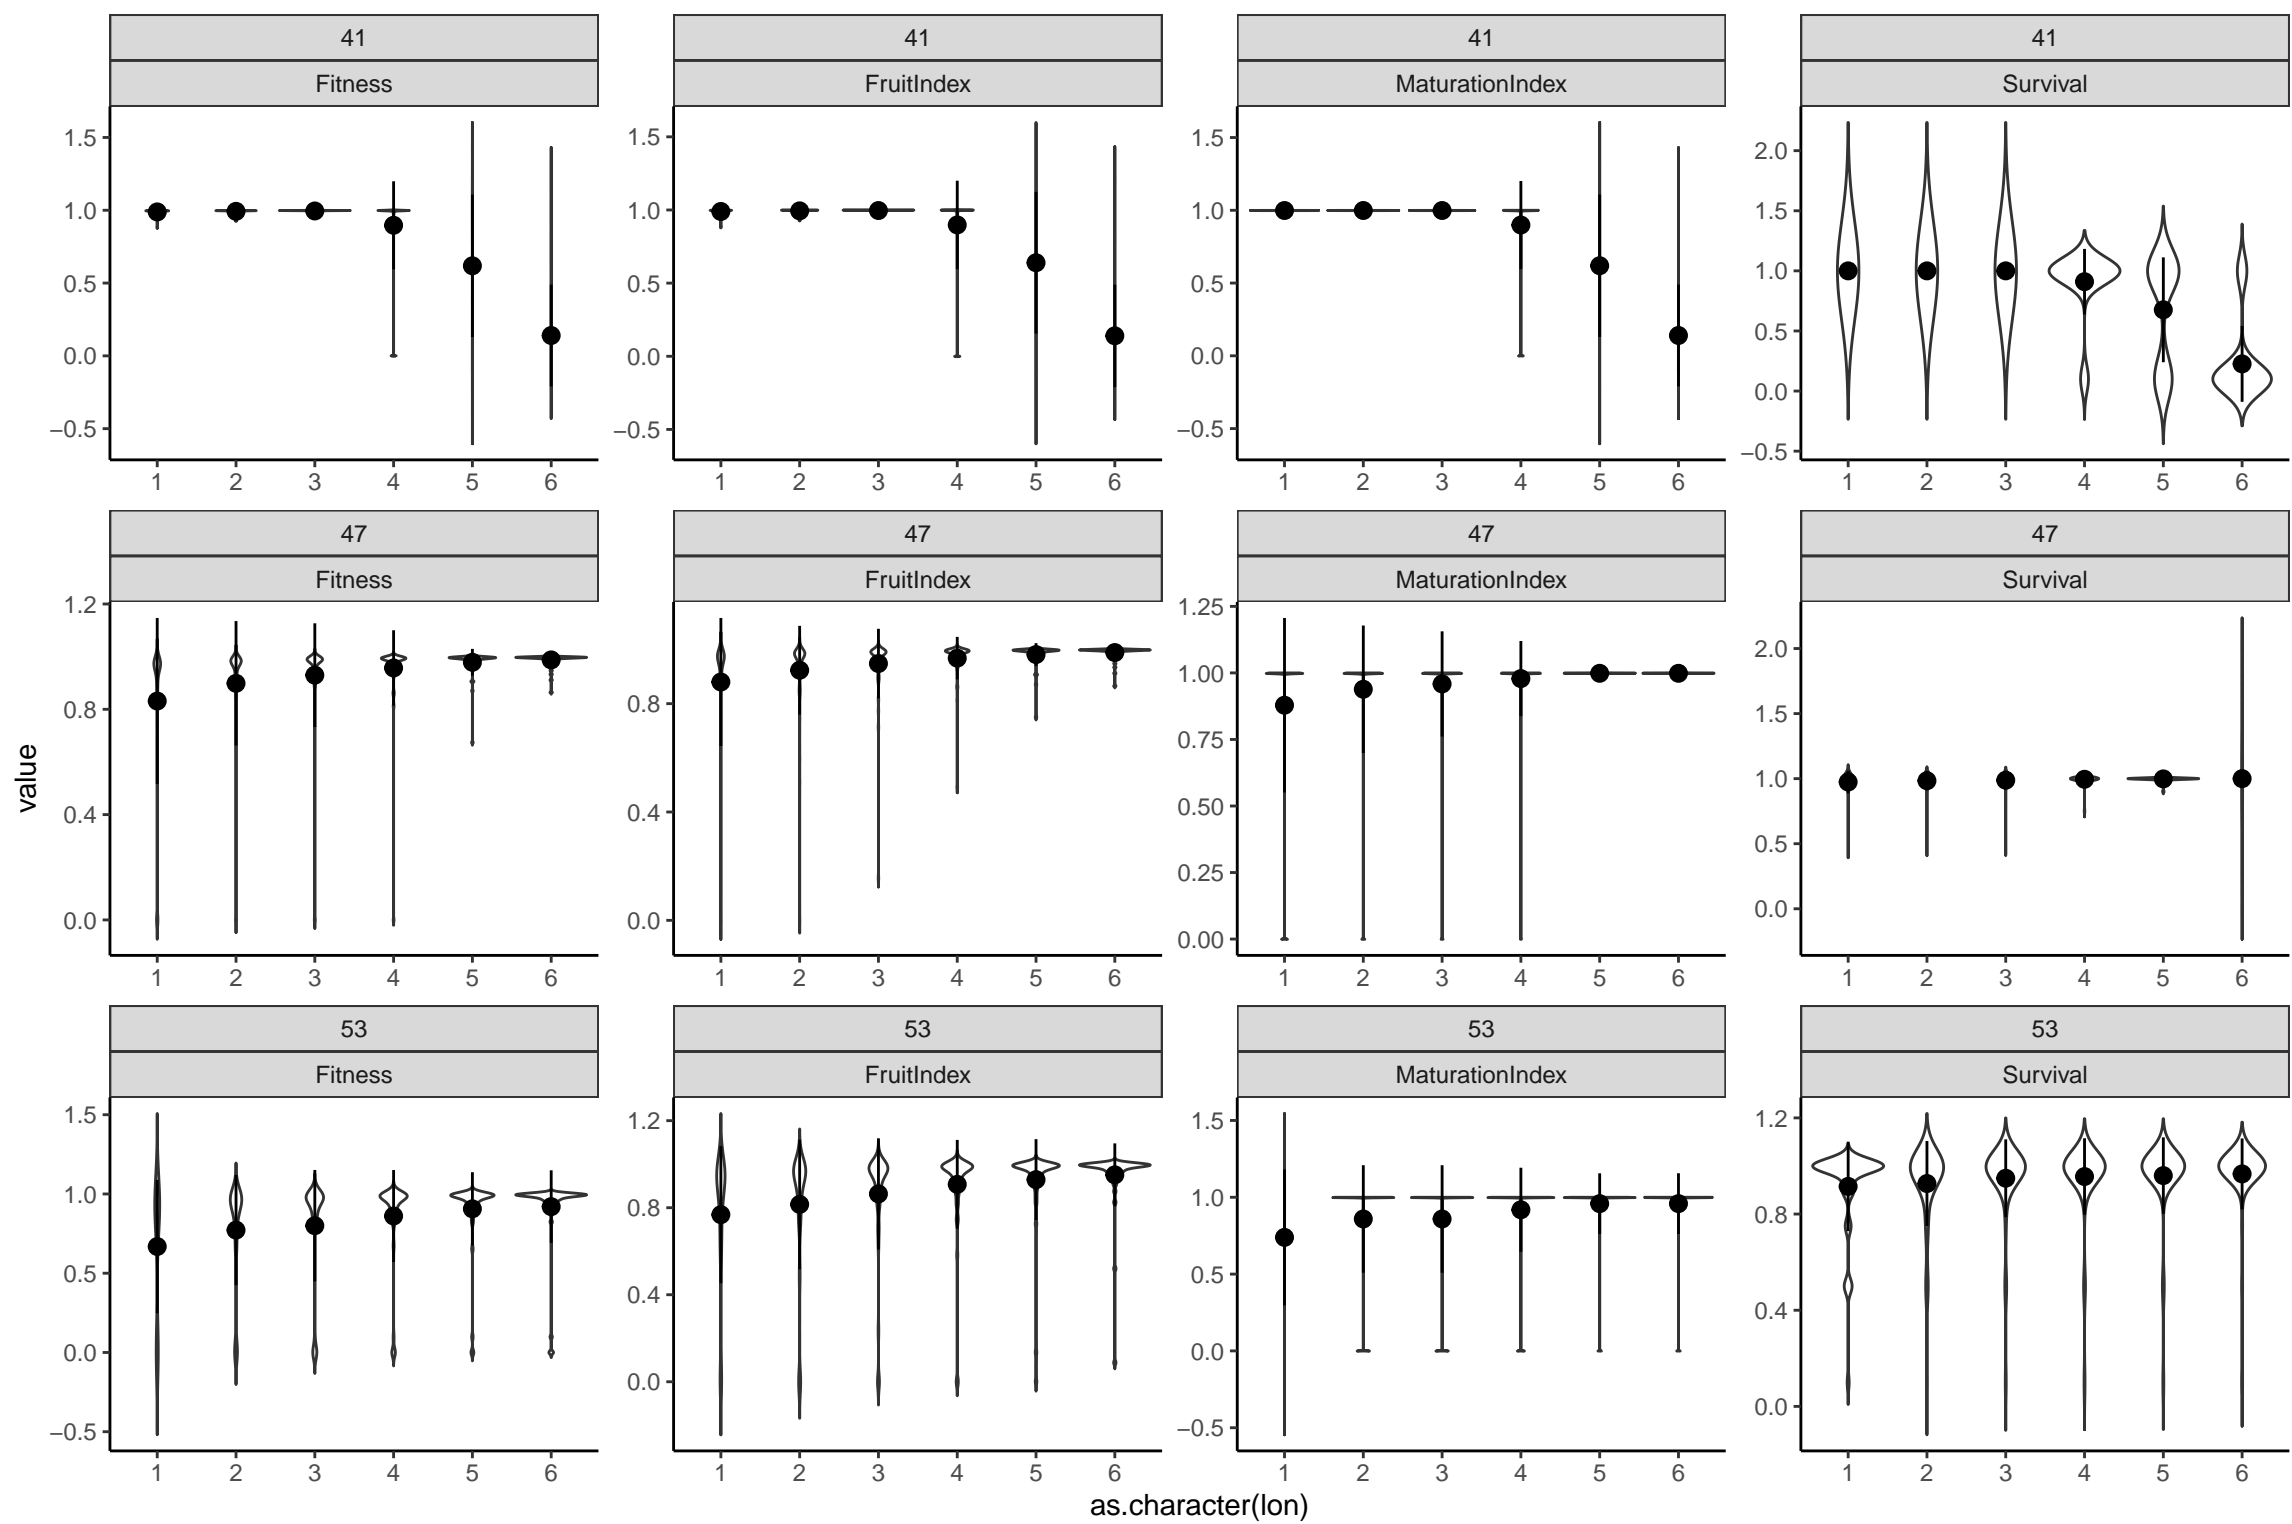 41 41 41 41
Fitness FruitIndex MaturationIndex Survival
1.5 1.0 0.5 0.0 −0.5
1.5 1.0 0.5 0.0 −0.5
1.5 1.0 0.5 0.0 −0.5
2.0 1.5 1.0 0.5 0.0 −0.5
1 2 3 4 5 6 1 2 3 4 5 6 1 2 3 4 5 6 1 2 3 4 5 6
47 47 47 47
Fitness FruitIndex MaturationIndex Survival
1.2 0.8 0.4 0.0
0.8 0.4 0.0
1.25 1.00 0.75 0.50 0.25 0.00
2.0 1.5 1.0 0.5 0.0
value
1 2 3 4 5 6 1 2 3 4 5 6 1 2 3 4 5 6 1 2 3 4 5 6
53 53 53 53
Fitness FruitIndex MaturationIndex Survival
1.5 1.0 0.5 0.0 −0.5
1.2 0.8 0.4 0.0
1.5 1.0 0.5 0.0 −0.5
1.2 0.8 0.4 0.0
1 2 3 4 5 6 1 2 3 4 5 6 1 2 3 4 5 6 1 2 3 4 5 6
as.character(lon)